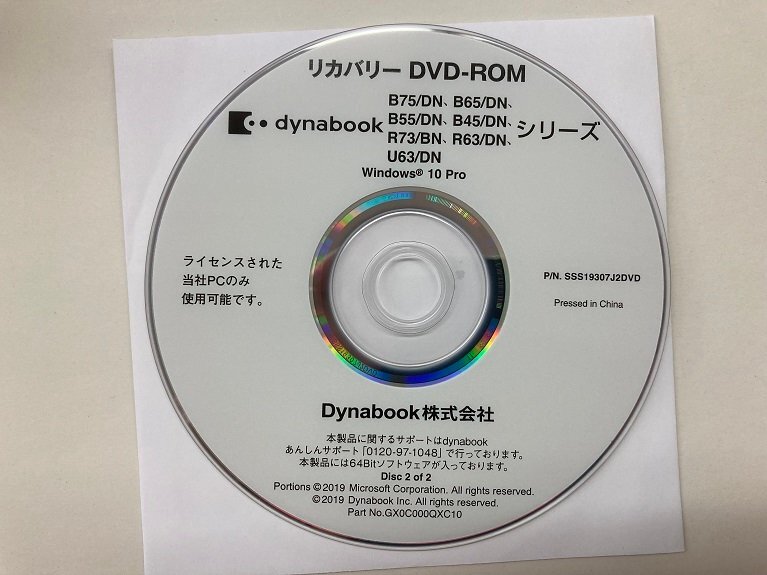 リカバリー DVD-ROM
B75/DN、B65/DN、
dynabook B55/DN、B45/DN、シリーズ
R73/BN、R63/DN、
U63/DN
Windows® 10 Pro
ライセンスされた
当社PCのみ
使用可能です。
P/N. SSS19307J2DVD
Pressed in China
Dynabook株式会社
本製品に関するサポートはdynabook
あんしんサポート「0120-97-1048」で行っております。
本製品には64Bitソフトウェアが入っております。
Disc 2 of 2
Portions ©2019 Microsoft Corporation. All rights reserved.
©2019 Dynabook Inc. All rights reserved.
Part No.GX0C000QXC10